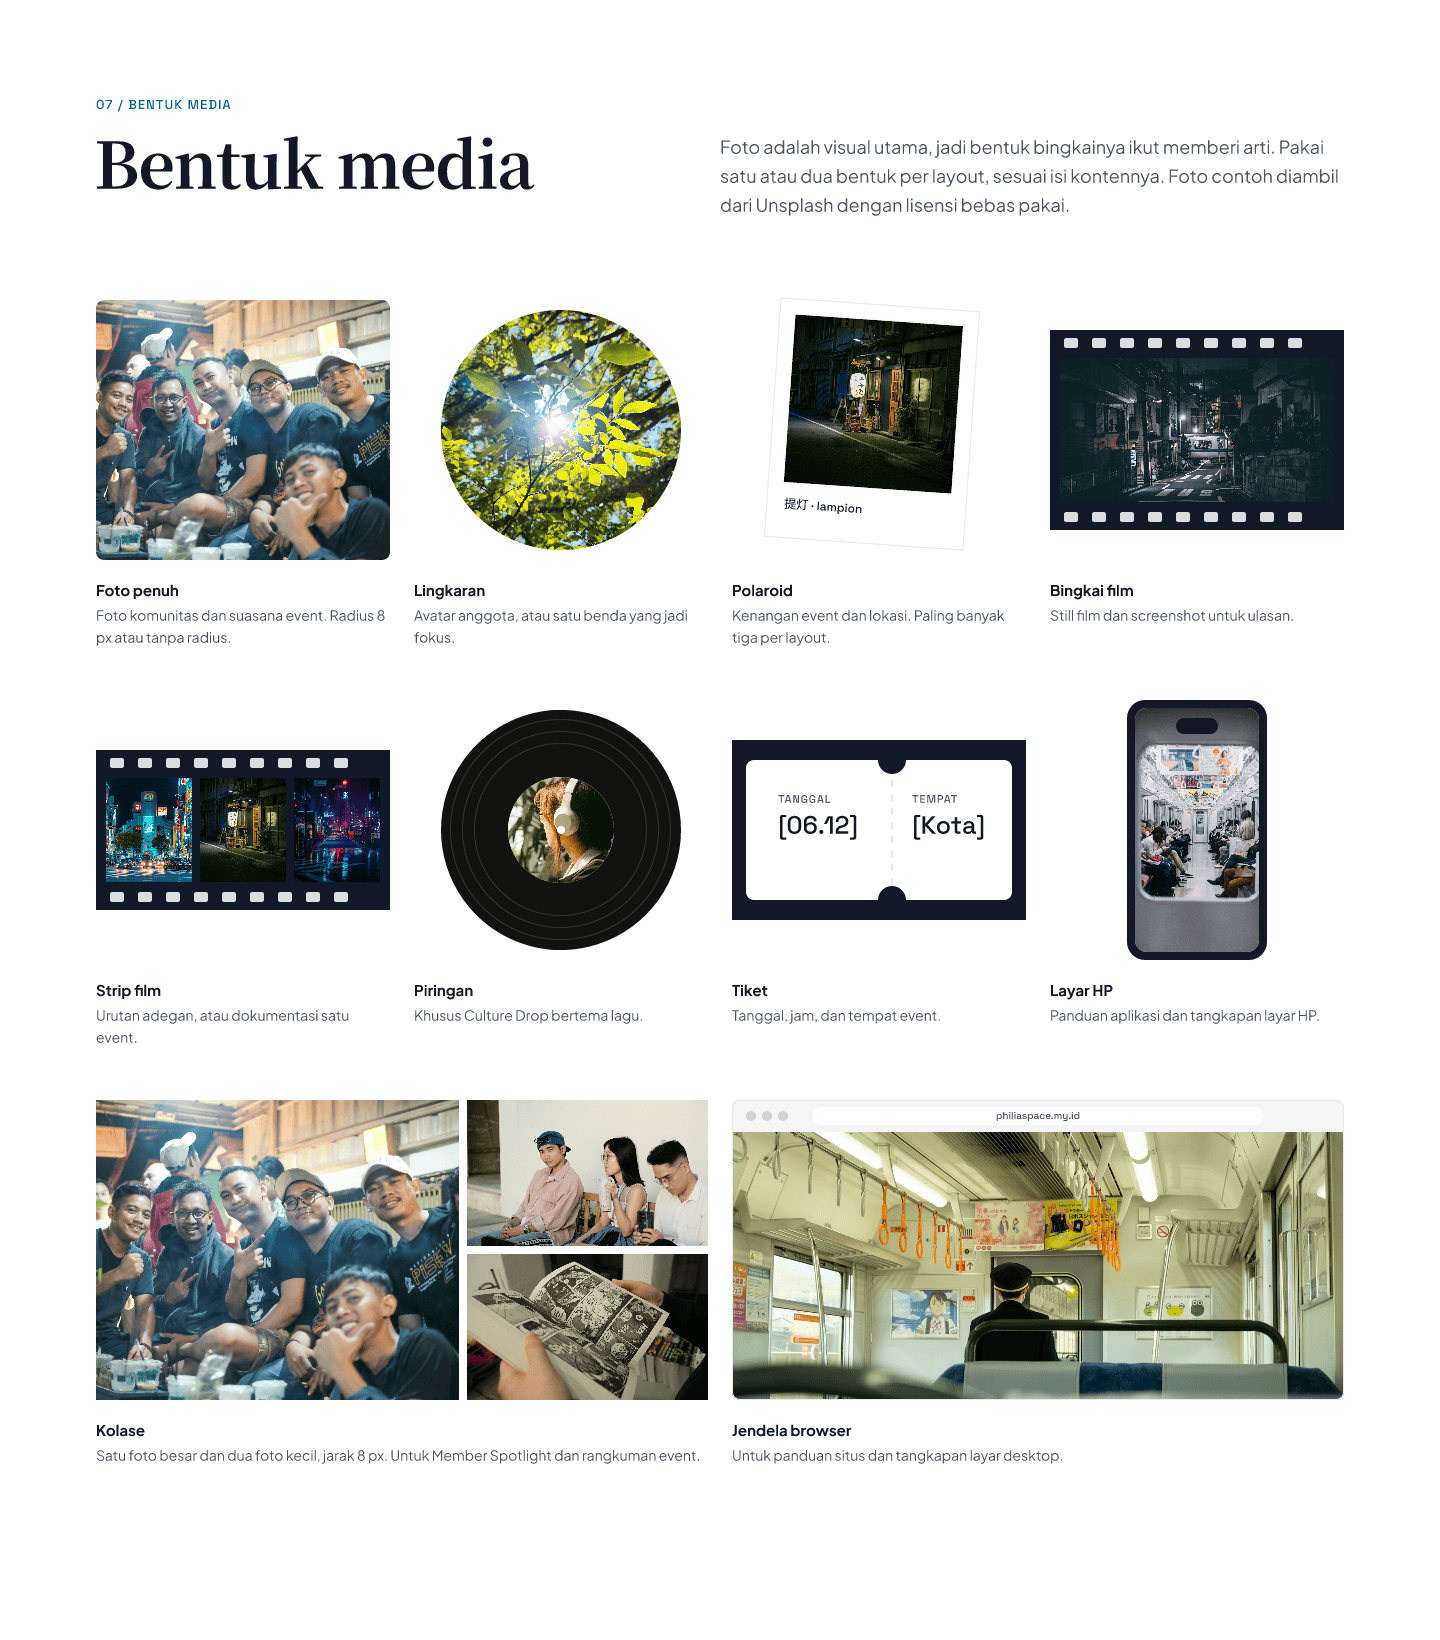 07 / BENTUK MEDIA
Bentuk media
Foto adalah visual utama, jadi bentuk bingkainya ikut memberi arti. Pakai
satu atau dua bentuk per layout, sesuai isi kontennya. Foto contoh diambil
dari Unsplash dengan lisensi bebas pakai.
提灯 · lampion
Foto penuh
Foto komunitas dan suasana event. Radius 8
px atau tanpa radius.
Lingkaran
Avatar anggota, atau satu benda yang jadi
fokus.
Polaroid
Kenangan event dan lokasi. Paling banyak
tiga per layout.
Bingkai film
Still film dan screenshot untuk ulasan.
TANGGAL
[06.12]
TEMPAT
[Kota]
Strip film
Urutan adegan, atau dokumentasi satu
event.
Piringan
Khusus Culture Drop bertema lagu.
Tiket
Tanggal, jam, dan tempat event.
Layar HP
Panduan aplikasi dan tangkapan layar HP.
philiaspace.my.id
Kolase
Satu foto besar dan dua foto kecil, jarak 8 px. Untuk Member Spotlight dan rangkuman event.
Jendela browser
Untuk panduan situs dan tangkapan layar desktop.